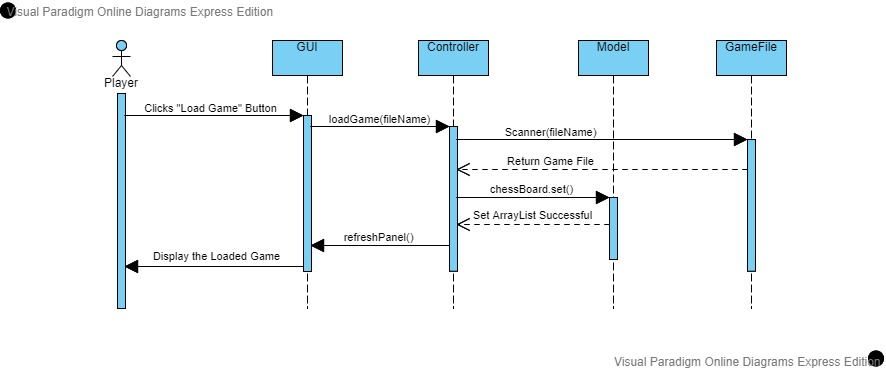 Visual Paradigm Online Diagrams Express Edition
GUI
Controller
Model
GameFile
Player
Clicks "Load Game" Button
loadGame(fileName)
Scanner(fileName)
Return Game File
chessBoard.set()
Set ArrayList Successful
refreshPanel()
Display the Loaded Game
Visual Paradigm Online Diagrams Express Edition